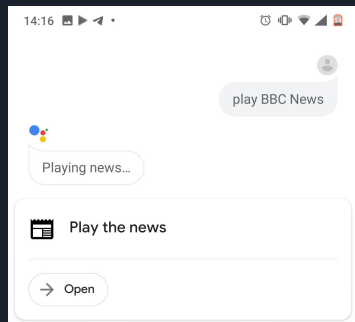 14:16
play BBC News
Playing news...
Play the news
Open